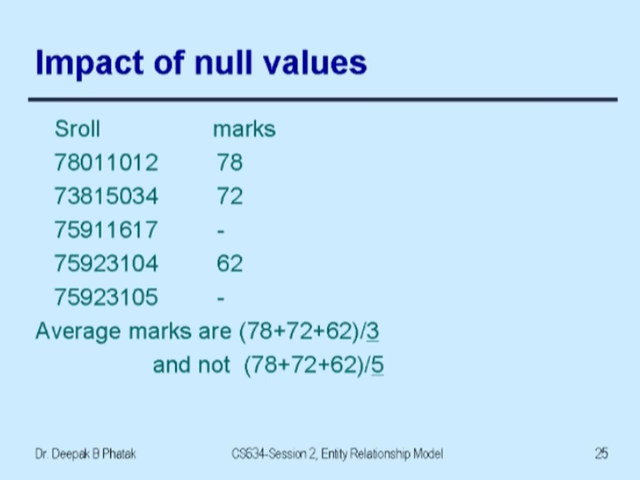 Impact of null values
Sroll marks
78011012 78
73815034 72
75911617 -
75923104 62
75923105 -
Average marks are (78+72+62)/3
and not (78+72+62)/5
Dr. Deepak B Phatak CS634-Session 2, Entity Relationship Model 25